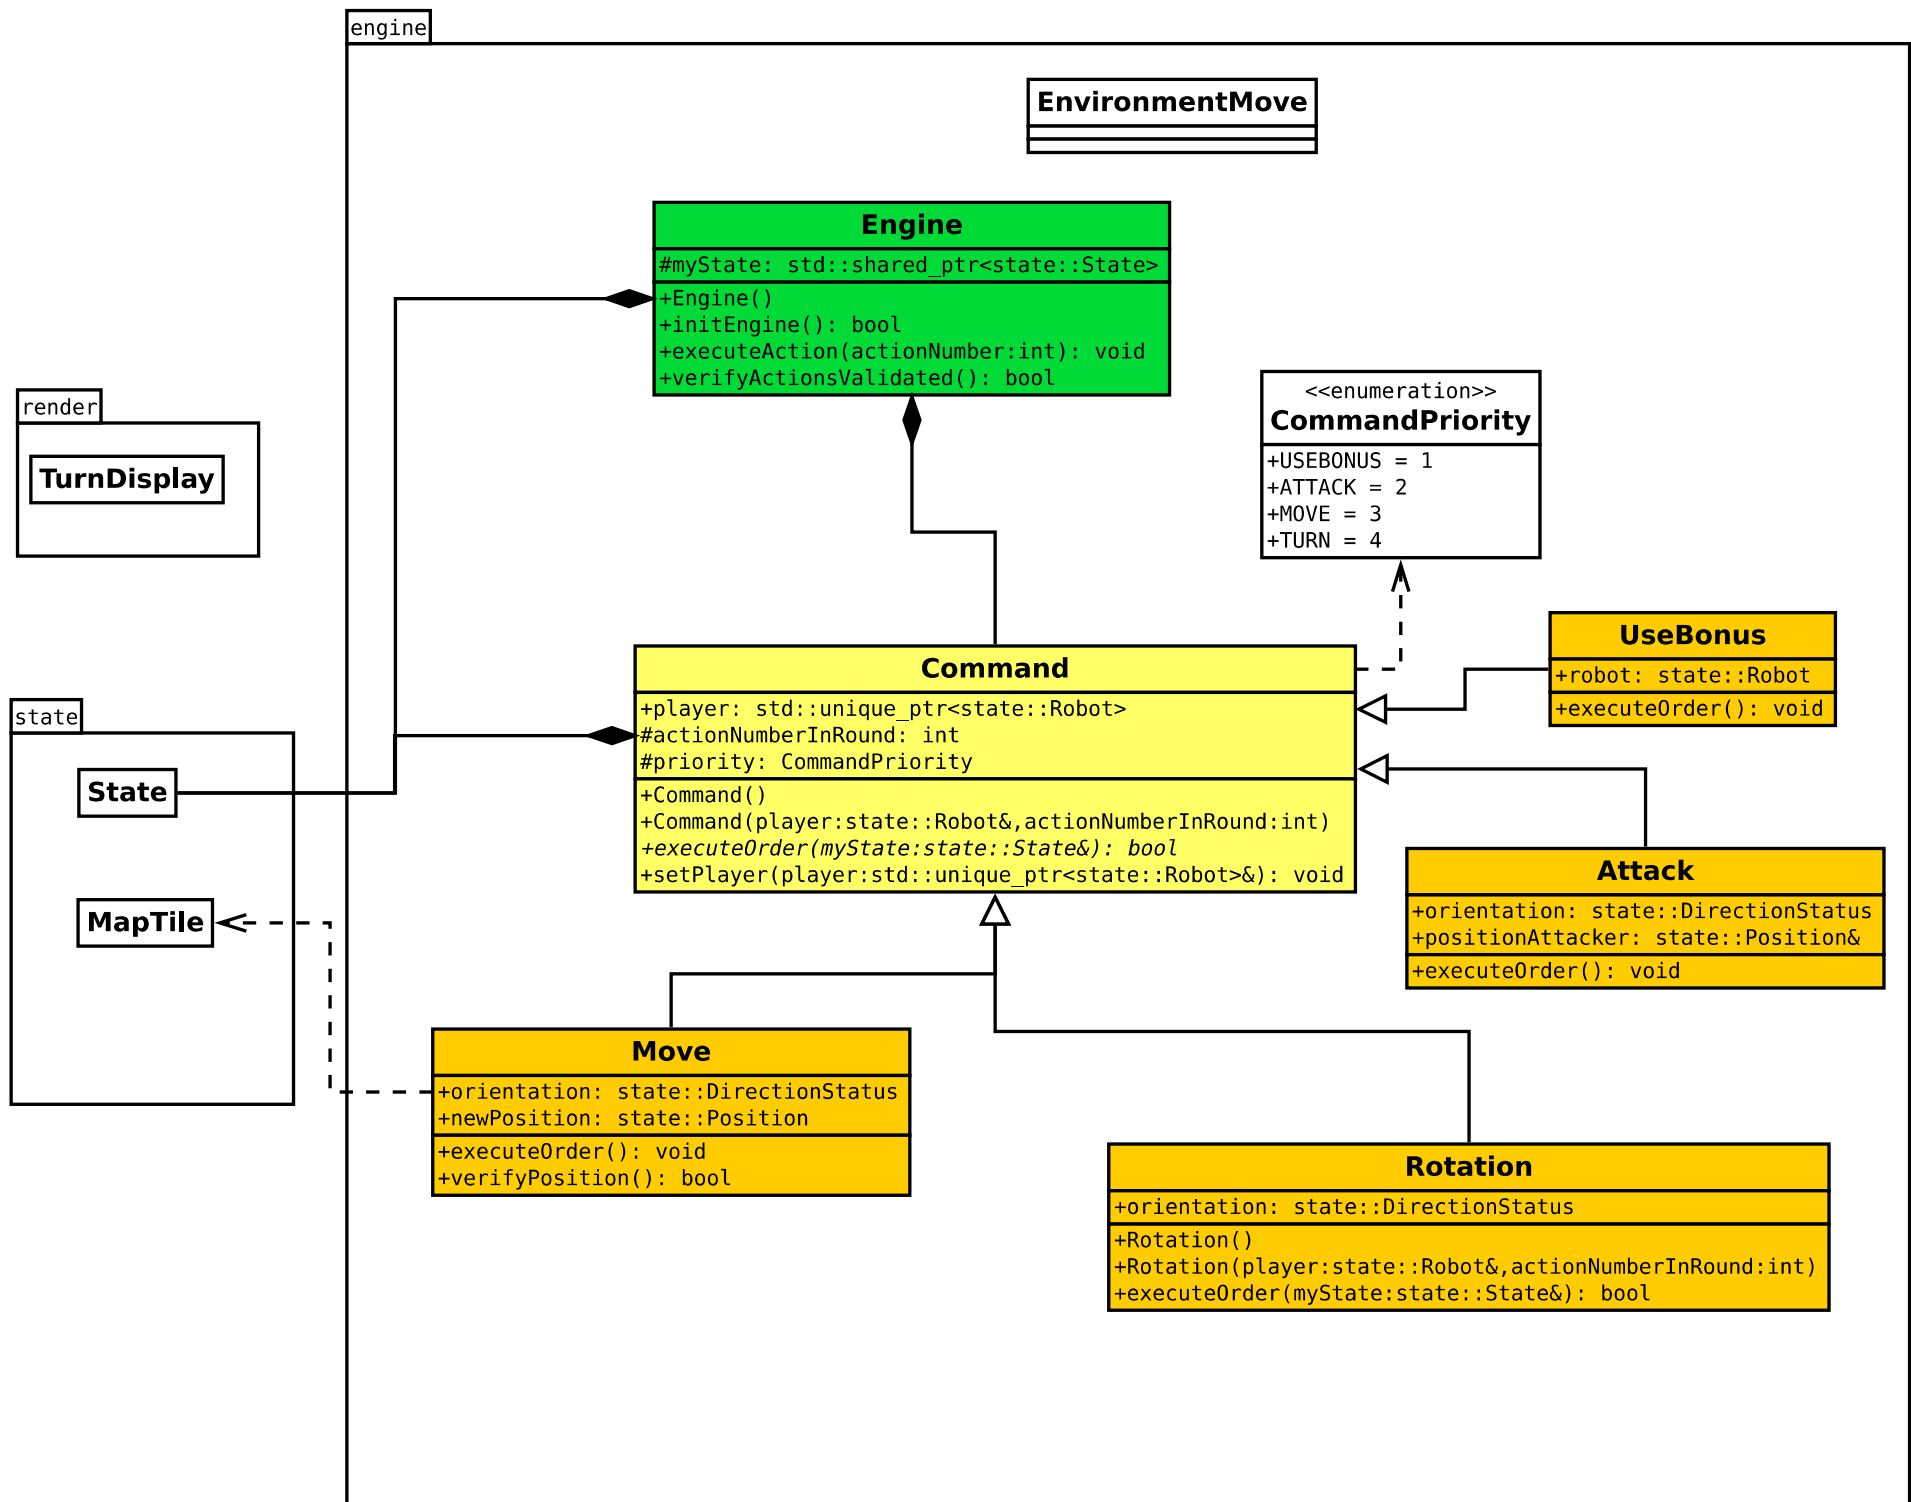 engine
EnvironmentMove
Engine
#myState: std::shared_ptr<state::State>
+Engine()
+initEngine(): bool
+executeAction(actionNumber:int): void
+verifyActionsValidated(): bool
<<enumeration>>
CommandPriority
+USEBONUS = 1
+ATTACK = 2
+MOVE = 3
+TURN = 4
render
TurnDisplay
UseBonus
+robot: state::Robot
+executeOrder(): void
Command
+player: std::unique_ptr<state::Robot>
#actionNumberInRound: int
#priority: CommandPriority
+Command()
+Command(player:state::Robot&,actionNumberInRound:int)
+executeOrder(myState:state::State&): bool
+setPlayer(player:std::unique_ptr<state::Robot>&): void
state
State
MapTile
Attack
+orientation: state::DirectionStatus
+positionAttacker: state::Position&
+executeOrder(): void
Move
+orientation: state::DirectionStatus
+newPosition: state::Position
+executeOrder(): void
+verifyPosition(): bool
Rotation
+orientation: state::DirectionStatus
+Rotation()
+Rotation(player:state::Robot&,actionNumberInRound:int)
+executeOrder(myState:state::State&): bool